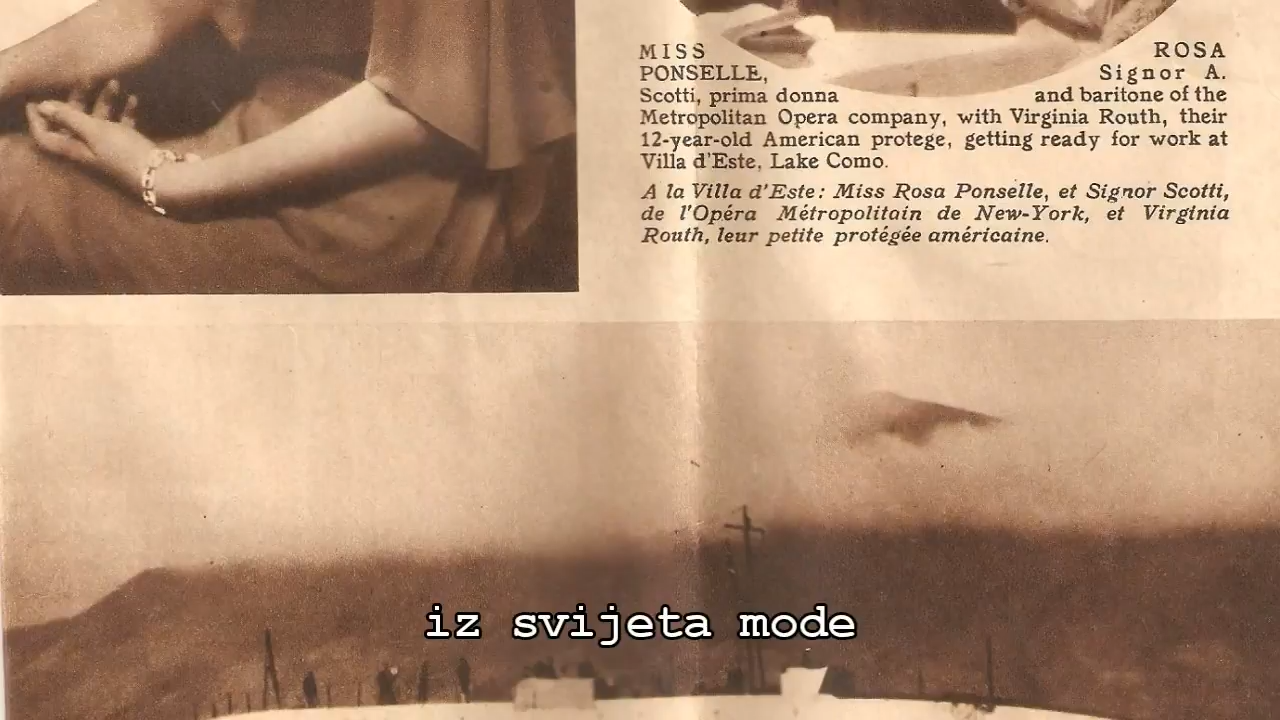 MISS ROSA
PONSELLE, Signor A.
Scotti, prima donna and baritone of the
Metropolitan Opera company, with Virginia Routh, their
12-year-old American protege, getting ready for work at
Villa d'Este, Lake Como.
A la Villa d'Este: Miss Rosa Ponselle, et Signor Scotti,
de l'Opéra Métropolitain de New-York, et Virginia
Routh, leur petite protégée américaine.
iz svijeta mode